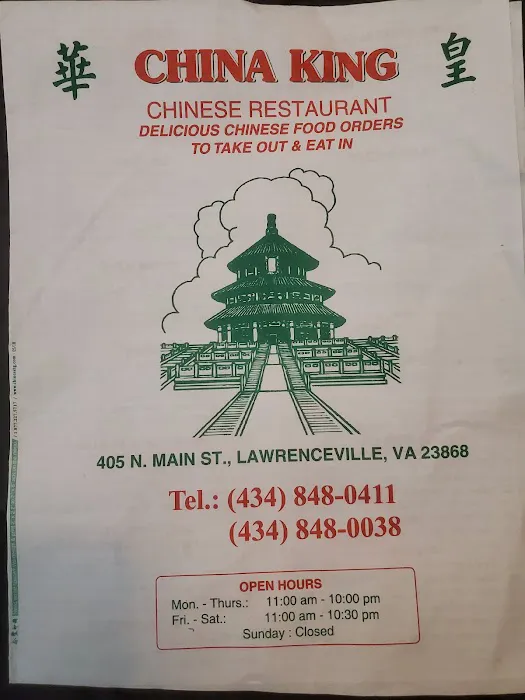 華 CHINA KING 皇
CHINESE RESTAURANT
DELICIOUS CHINESE FOOD ORDERS
TO TAKE OUT & EAT IN
405 N. MAIN ST., LAWRENCEVILLE, VA 23868
Tel.: (434) 848-0411
(434) 848-0038
OPEN HOURS
Mon. - Thurs.: 11:00 am - 10:00 pm
Fri. - Sat.: 11:00 am - 10:30 pm
Sunday : Closed